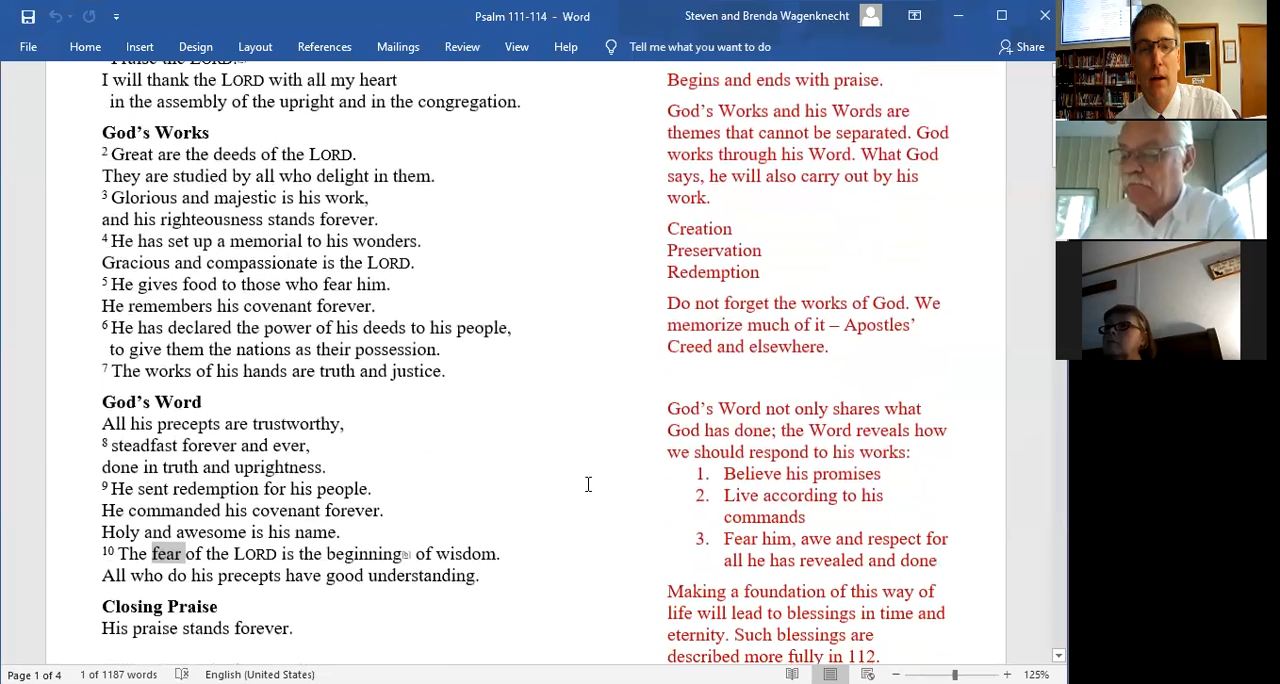 Psalm 111-114 - Word
Steven and Brenda Wagenknecht
File Home Insert Design Layout References Mailings Review View Help Tell me what you want to do Share
Praise the LORD.
I will thank the LORD with all my heart
in the assembly of the upright and in the congregation.
God's Works
2 Great are the deeds of the LORD.
They are studied by all who delight in them.
3 Glorious and majestic is his work,
and his righteousness stands forever.
4 He has set up a memorial to his wonders.
Gracious and compassionate is the LORD.
5 He gives food to those who fear him.
He remembers his covenant forever.
6 He has declared the power of his deeds to his people,
to give them the nations as their possession.
7 The works of his hands are truth and justice.
God's Word
All his precepts are trustworthy,
8 steadfast forever and ever,
done in truth and uprightness.
9 He sent redemption for his people.
He commanded his covenant forever.
Holy and awesome is his name.
10 The fear of the LORD is the beginning of wisdom.
All who do his precepts have good understanding.
Closing Praise
His praise stands forever.
Begins and ends with praise.
God's Works and his Words are
themes that cannot be separated. God
works through his Word. What God
says, he will also carry out by his
work.
Creation
Preservation
Redemption
Do not forget the works of God. We
memorize much of it – Apostles'
Creed and elsewhere.
God's Word not only shares what
God has done; the Word reveals how
we should respond to his works:
1. Believe his promises
2. Live according to his
commands
3. Fear him, awe and respect for
all he has revealed and done
Making a foundation of this way of
life will lead to blessings in time and
eternity. Such blessings are
described more fully in 112.
Page 1 of 4 1 of 1187 words English (United States) 125%